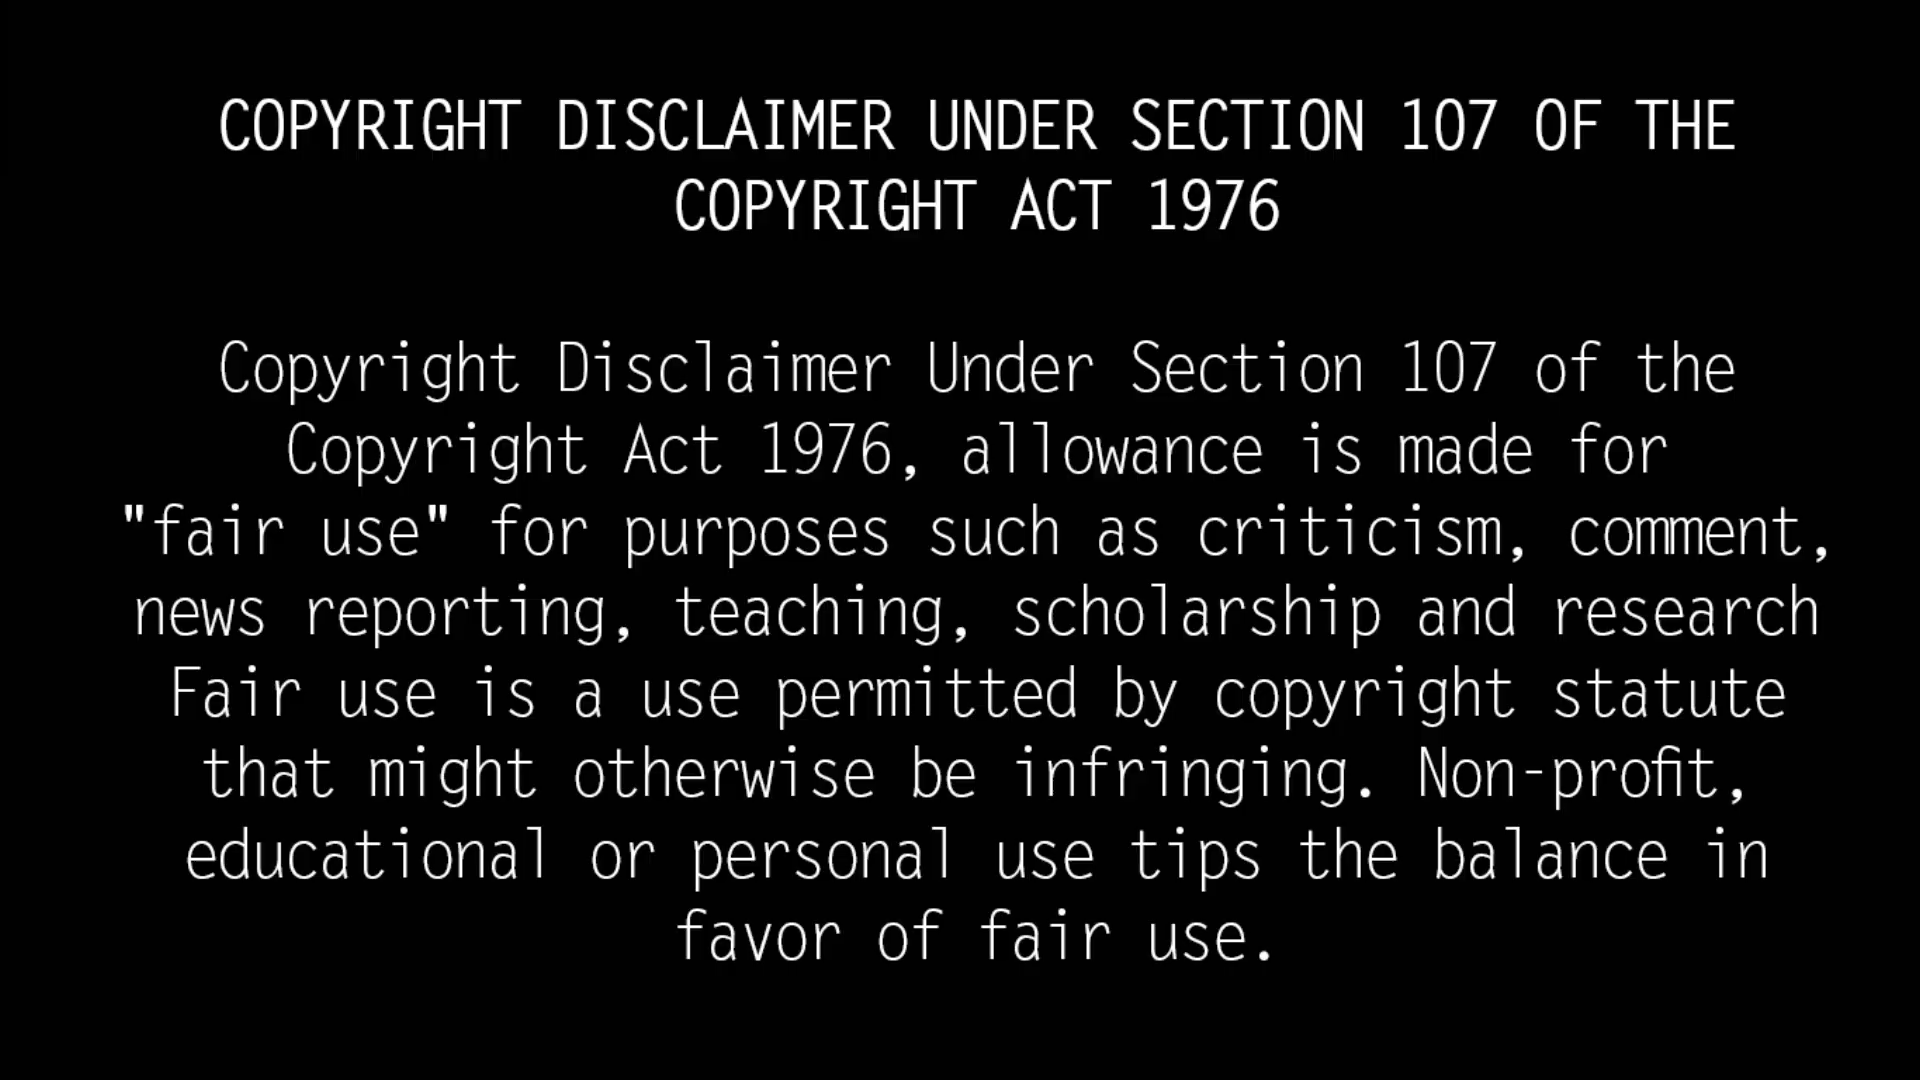 COPYRIGHT DISCLAIMER UNDER SECTION 107 OF THE
COPYRIGHT ACT 1976
Copyright Disclaimer Under Section 107 of the
Copyright Act 1976, allowance is made for
"fair use" for purposes such as criticism, comment,
news reporting, teaching, scholarship and research
Fair use is a use permitted by copyright statute
that might otherwise be infringing. Non-profit,
educational or personal use tips the balance in
favor of fair use.